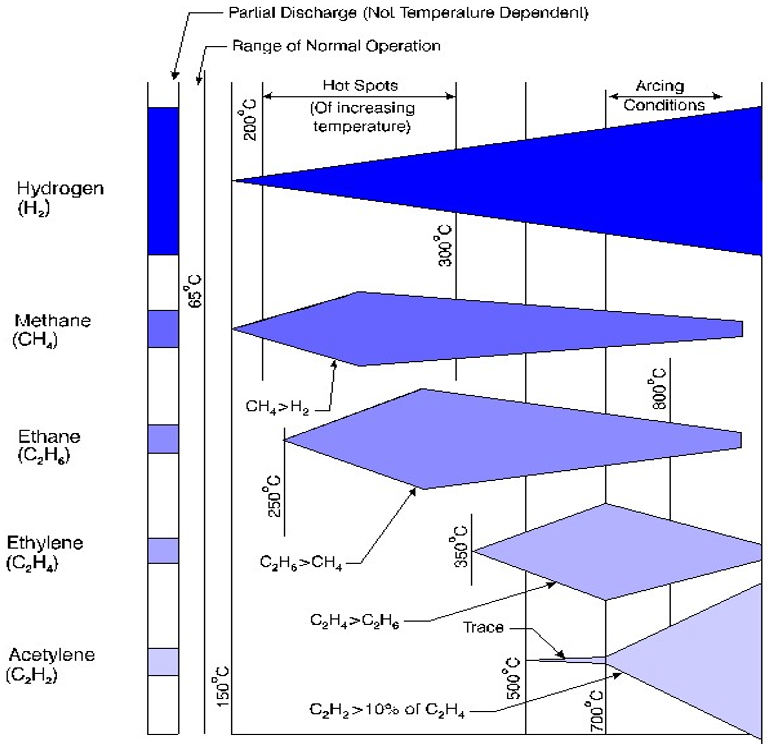 Partial Discharge (Not Temperature Dependent)
Range of Normal Operation
Hot Spots
(Of increasing
temperature)
Arcing
Conditions
200°C
Hydrogen
(H₂)
300°C
65°C
Methane
(CH₄)
CH₄>H₂
800°C
Ethane
(C₂H₆)
250°C
C₂H₆>CH₄
Ethylene
(C₂H₄)
350°C
C₂H₄>C₂H₆
Trace
Acetylene
(C₂H₂)
150°C
500°C
700°C
C₂H₂>10% of C₂H₄